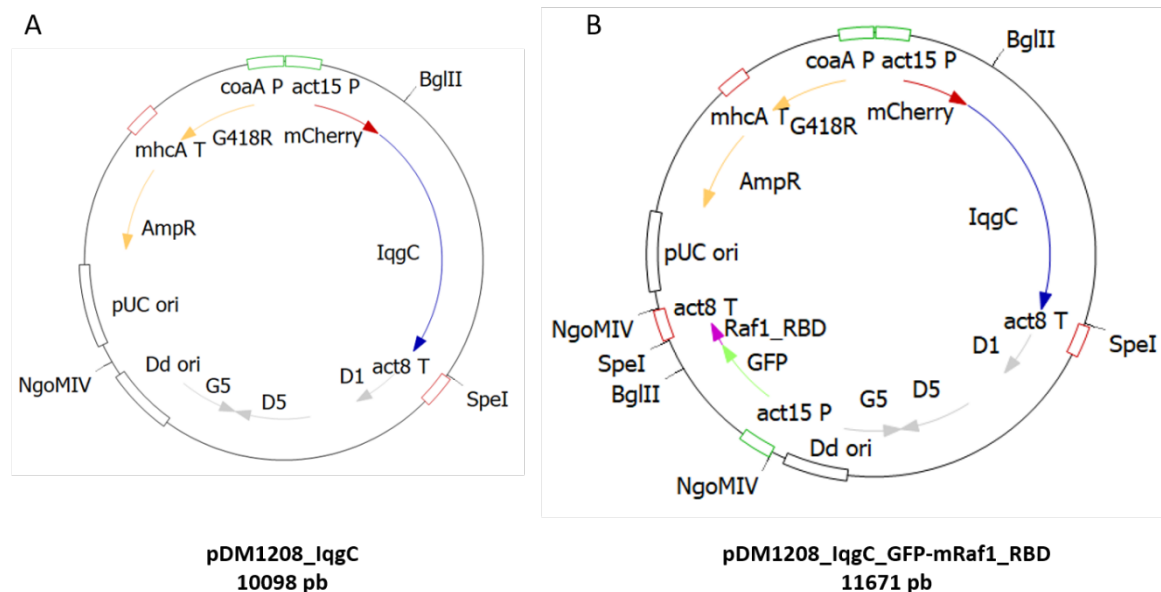 A
coaA P act15 P
BglII
mhcA T G418R mCherry
AmpR
IqgC
pUC ori
Dd ori
D1 act8 T
NgoMIV
G5 D5
SpeI
pDM1208_IqgC
10098 pb
B
BglII
coaA P act15 P
mhcA T G418R mCherry
AmpR
IqgC
pUC ori
act8 T
act8 T
NgoMIV
Raf1_RBD
D1
SpeI
SpeI
GFP
BglII
act15 P
G5 D5
Dd ori
NgoMIV
pDM1208_IqgC_GFP-mRaf1_RBD
11671 pb